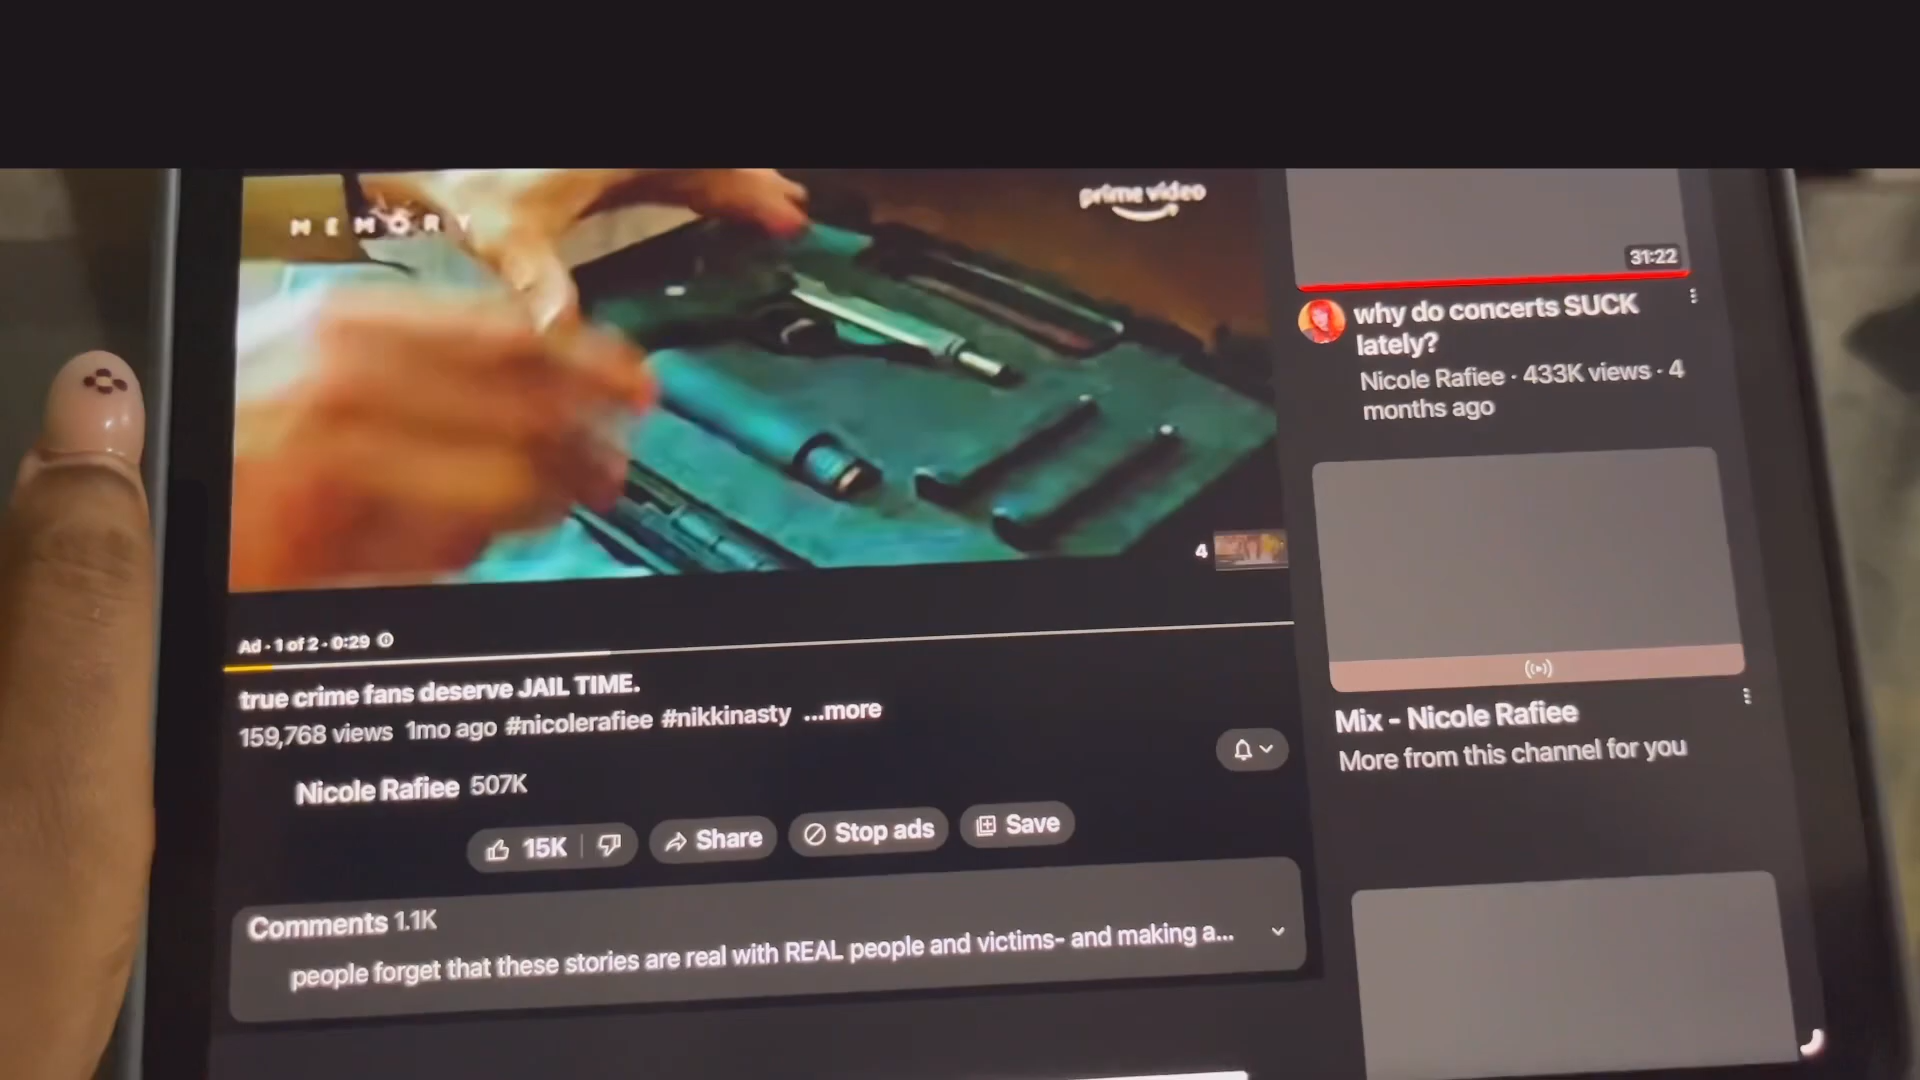 MEMORY
prime video
4
Ad · 1 of 2 · 0:29
true crime fans deserve JAIL TIME.
159,768 views 1mo ago #nicolerafiee #nikkinasty ...more
Nicole Rafiee 507K
15K
Share
Stop ads
Save
Comments 1.1K
people forget that these stories are real with REAL people and victims- and making a...
31:22
why do concerts SUCK
lately?
Nicole Rafiee · 433K views · 4
months ago
Mix - Nicole Rafiee
More from this channel for you